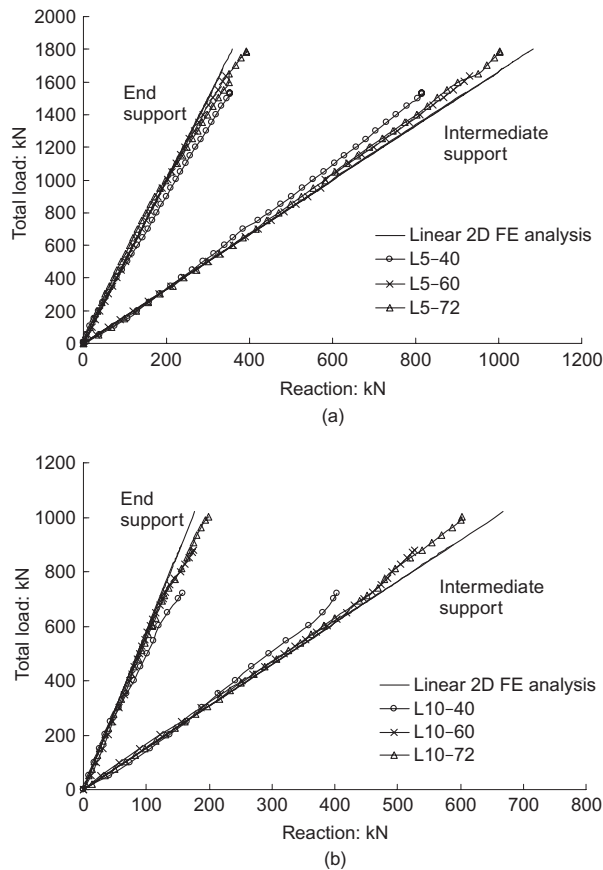 1800
1600
1400
1200
1000
800
600
400
200
0
Total load: kN
End
support
Intermediate
support
Linear 2D FE analysis
L5–40
L5–60
L5–72
0 200 400 600 800 1000 1200
Reaction: kN
(a)
1200
1000
800
600
400
200
0
Total load: kN
End
support
Intermediate
support
Linear 2D FE analysis
L10–40
L10–60
L10–72
0 100 200 300 400 500 600 700 800
Reaction: kN
(b)